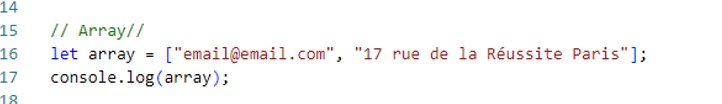 14
15 // Array//
16 let array = ["email@email.com", "17 rue de la Réussite Paris"];
17 console.log(array);
18